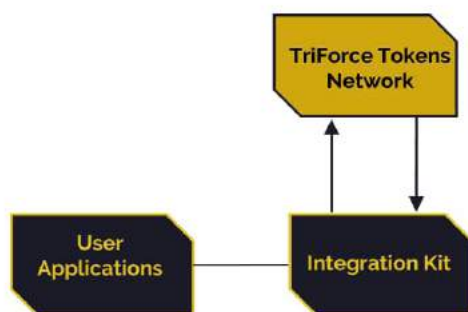 TriForce Tokens
Network
User
Applications
Integration Kit